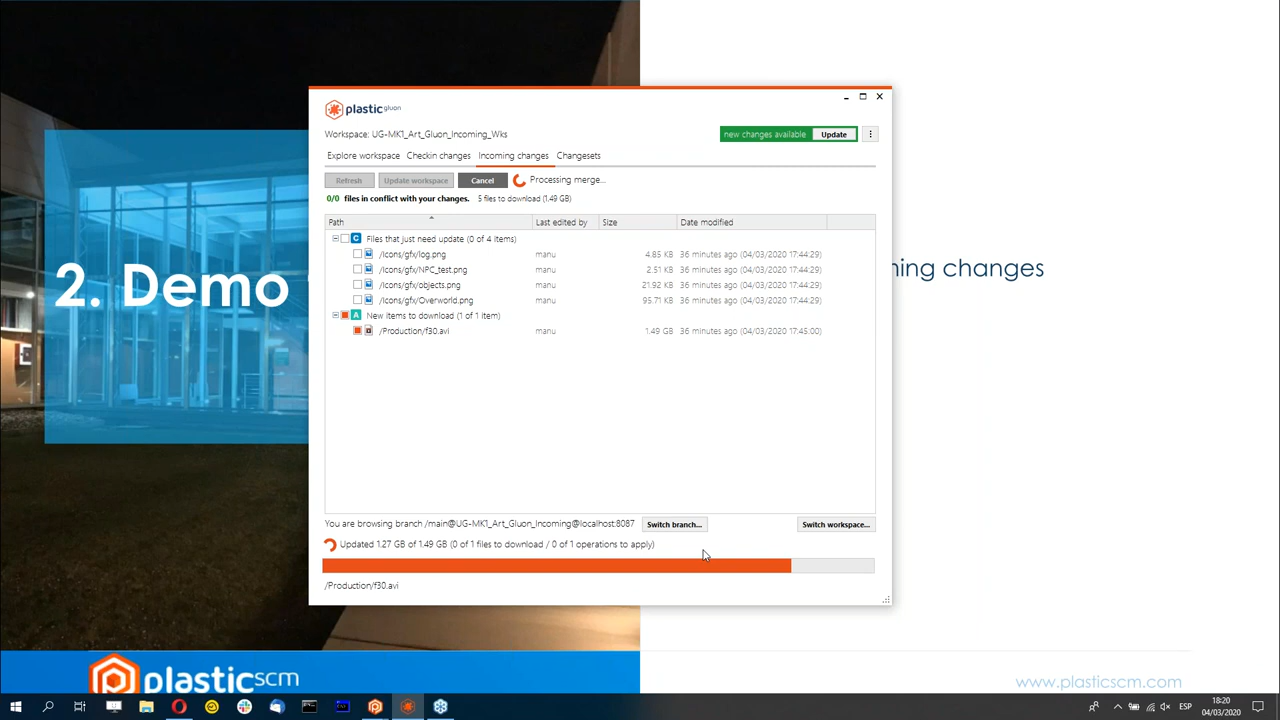 plastic gluon
Workspace: UG-MK1_Art_Gluon_Incoming_Wks
new changes available Update
Explore workspace Checkin changes Incoming changes Changesets
Refresh Update workspace Cancel Processing merge...
0/0 files in conflict with your changes. 5 files to download (1.49 GB)
Path Last edited by Size Date modified
C Files that just need update (0 of 4 items)
/Icons/gfx/log.png manu 4.85 KB 36 minutes ago (04/03/2020 17:44:29)
/Icons/gfx/NPC_test.png manu 2.51 KB 36 minutes ago (04/03/2020 17:44:29)
/Icons/gfx/objects.png manu 21.92 KB 36 minutes ago (04/03/2020 17:44:29)
/Icons/gfx/Overworld.png manu 95.71 KB 36 minutes ago (04/03/2020 17:44:29)
A New items to download (1 of 1 item)
/Production/f30.avi manu 1.49 GB 36 minutes ago (04/03/2020 17:45:00)
2. Demo
ming changes
You are browsing branch /main@UG-MK1_Art_Gluon_Incoming@localhost:8087 Switch branch... Switch workspace...
Updated 1.27 GB of 1.49 GB (0 of 1 files to download / 0 of 1 operations to apply)
/Production/f30.avi
plasticscm
www.plasticscm.com
ESP
18:20
04/03/2020